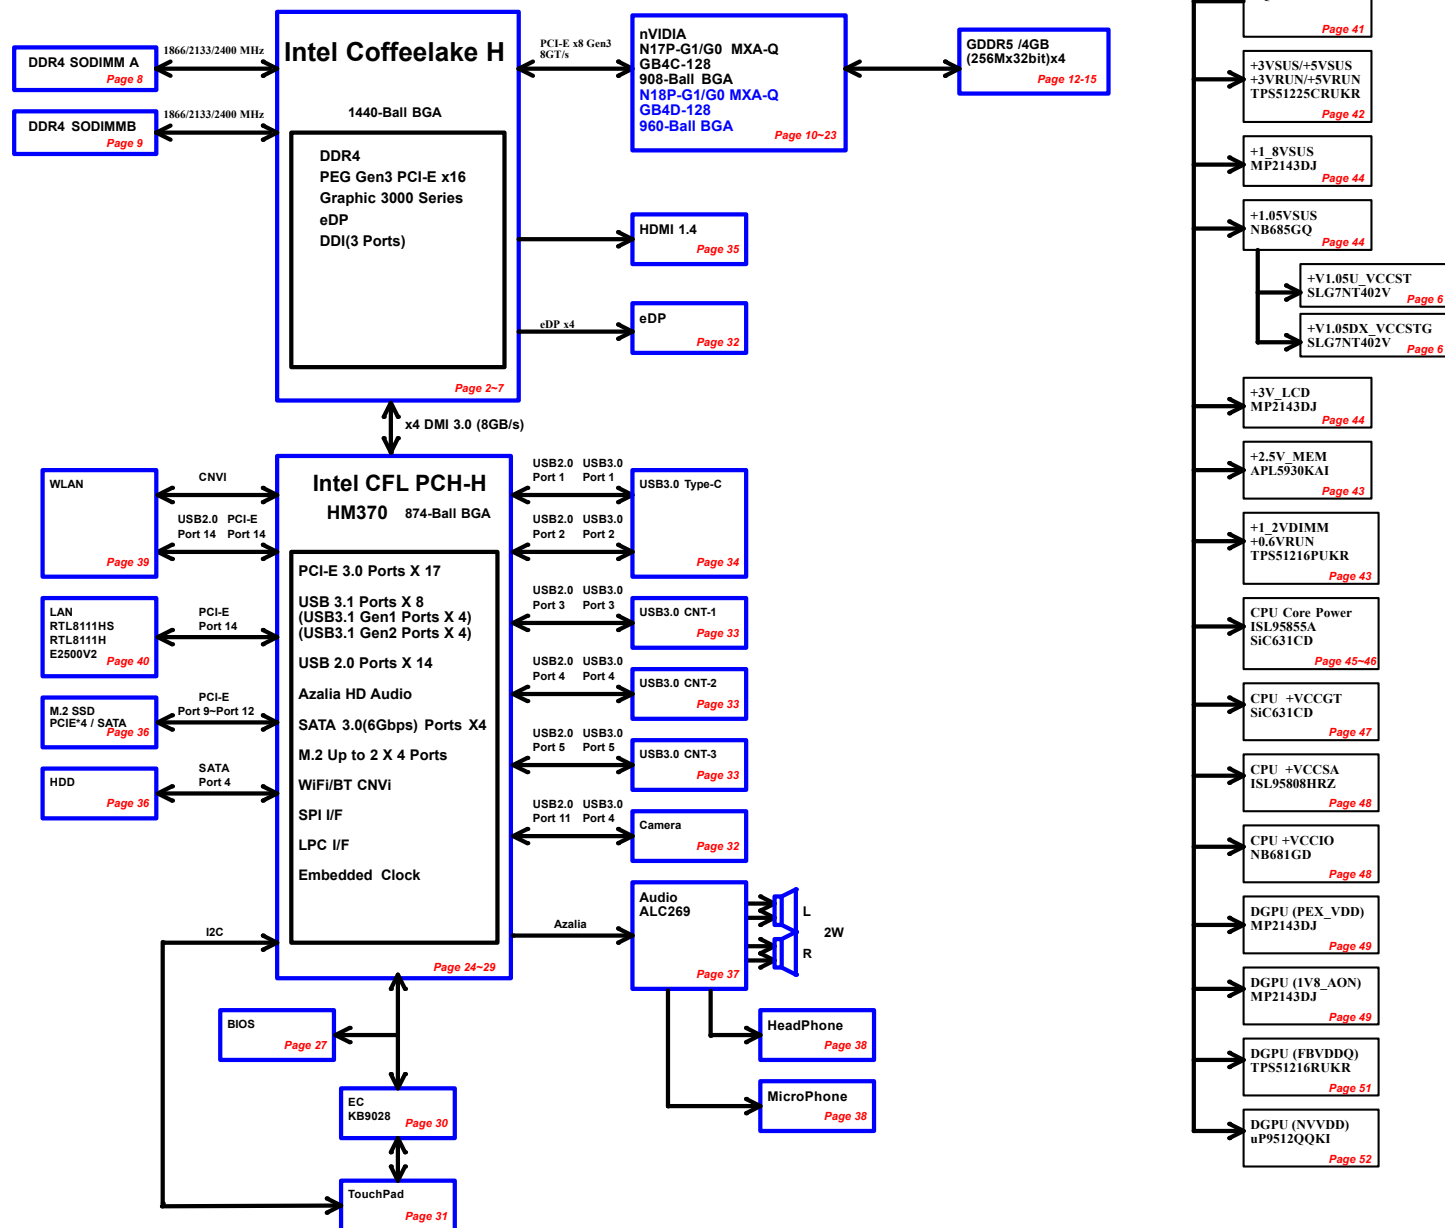 DDR4 SODIMM A
Page 8
1866/2133/2400 MHz
DDR4 SODIMMB
Page 9
1866/2133/2400 MHz
Intel Coffeelake H
1440-Ball BGA
DDR4
PEG Gen3 PCI-E x16
Graphic 3000 Series
eDP
DDI(3 Ports)
Page 2~7
PCI-E x8 Gen3
8GT/s
nVIDIA
N17P-G1/G0 MXA-Q
GB4C-128
908-Ball BGA
N18P-G1/G0 MXA-Q
GB4D-128
960-Ball BGA
Page 10~23
GDDR5 /4GB
(256Mx32bit)x4
Page 12-15
HDMI 1.4
Page 35
eDP x4
eDP
Page 32
x4 DMI 3.0 (8GB/s)
Intel CFL PCH-H
HM370 874-Ball BGA
PCI-E 3.0 Ports X 17
USB 3.1 Ports X 8
(USB3.1 Gen1 Ports X 4)
(USB3.1 Gen2 Ports X 4)
USB 2.0 Ports X 14
Azalia HD Audio
SATA 3.0(6Gbps) Ports X4
M.2 Up to 2 X 4 Ports
WiFi/BT CNVi
SPI I/F
LPC I/F
Embedded Clock
Page 24~29
WLAN
Page 39
CNVI
USB2.0 PCI-E
Port 14 Port 14
LAN
RTL8111HS
RTL8111H
E2500V2
Page 40
PCI-E
Port 14
M.2 SSD
PCIE*4 / SATA
Page 36
PCI-E
Port 9~Port 12
HDD
Page 36
SATA
Port 4
USB2.0 USB3.0
Port 1 Port 1
USB2.0 USB3.0
Port 2 Port 2
USB3.0 Type-C
Page 34
USB2.0 USB3.0
Port 3 Port 3
USB3.0 CNT-1
Page 33
USB2.0 USB3.0
Port 4 Port 4
USB3.0 CNT-2
Page 33
USB2.0 USB3.0
Port 5 Port 5
USB3.0 CNT-3
Page 33
USB2.0 USB3.0
Port 11 Port 4
Camera
Page 32
Azalia
Audio
ALC269
Page 37
L
2W
R
HeadPhone
Page 38
MicroPhone
Page 38
I2C
BIOS
Page 27
EC
KB9028
Page 30
TouchPad
Page 31
Page 41
+3VSUS/+5VSUS
+3VRUN/+5VRUN
TPS51225CRUKR
Page 42
+1_8VSUS
MP2143DJ
Page 44
+1.05VSUS
NB685GQ
Page 44
+V1.05U_VCCST
SLG7NT402V
Page 6
+V1.05DX_VCCSTG
SLG7NT402V
Page 6
+3V_LCD
MP2143DJ
Page 44
+2.5V_MEM
APL5930KAI
Page 43
+1_2VDIMM
+0.6VRUN
TPS51216PUKR
Page 43
CPU Core Power
ISL95855A
SiC631CD
Page 45~46
CPU +VCCGT
SiC631CD
Page 47
CPU +VCCSA
ISL95808HRZ
Page 48
CPU +VCCIO
NB681GD
Page 48
DGPU (PEX_VDD)
MP2143DJ
Page 49
DGPU (1V8_AON)
MP2143DJ
Page 49
DGPU (FBVDDQ)
TPS51216RUKR
Page 51
DGPU (NVVDD)
uP9512QQKI
Page 52